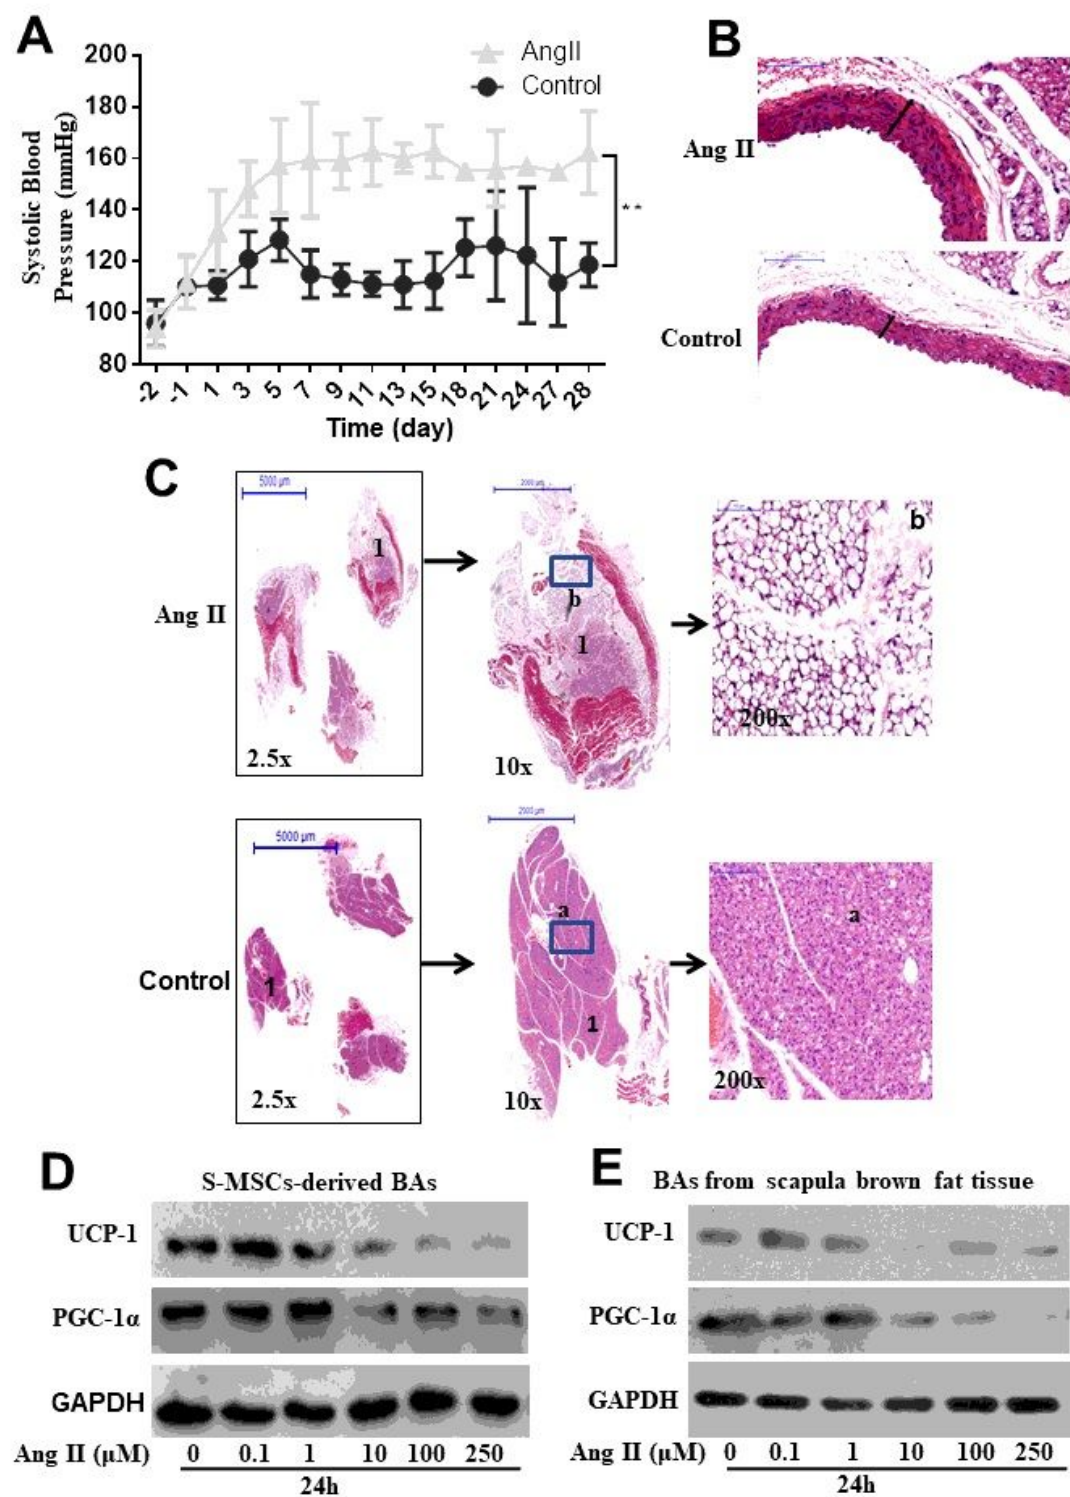 A
200
180
160
140
120
100
80
Systolic Blood
Pressure (mmHg)
AngII
Control
**
-2 -1 1 3 5 7 9 11 13 15 18 21 24 27 28
Time (day)
B
Ang II
Control
C
5000 µm
1
Ang II
2.5x
2000 µm
b
1
10x
b
200x
5000 µm
Control
1
2.5x
2000 µm
a
1
10x
a
200x
D
S-MSCs-derived BAs
UCP-1
PGC-1α
GAPDH
Ang II (µM) 0 0.1 1 10 100 250
24h
E
BAs from scapula brown fat tissue
UCP-1
PGC-1α
GAPDH
Ang II (µM) 0 0.1 1 10 100 250
24h